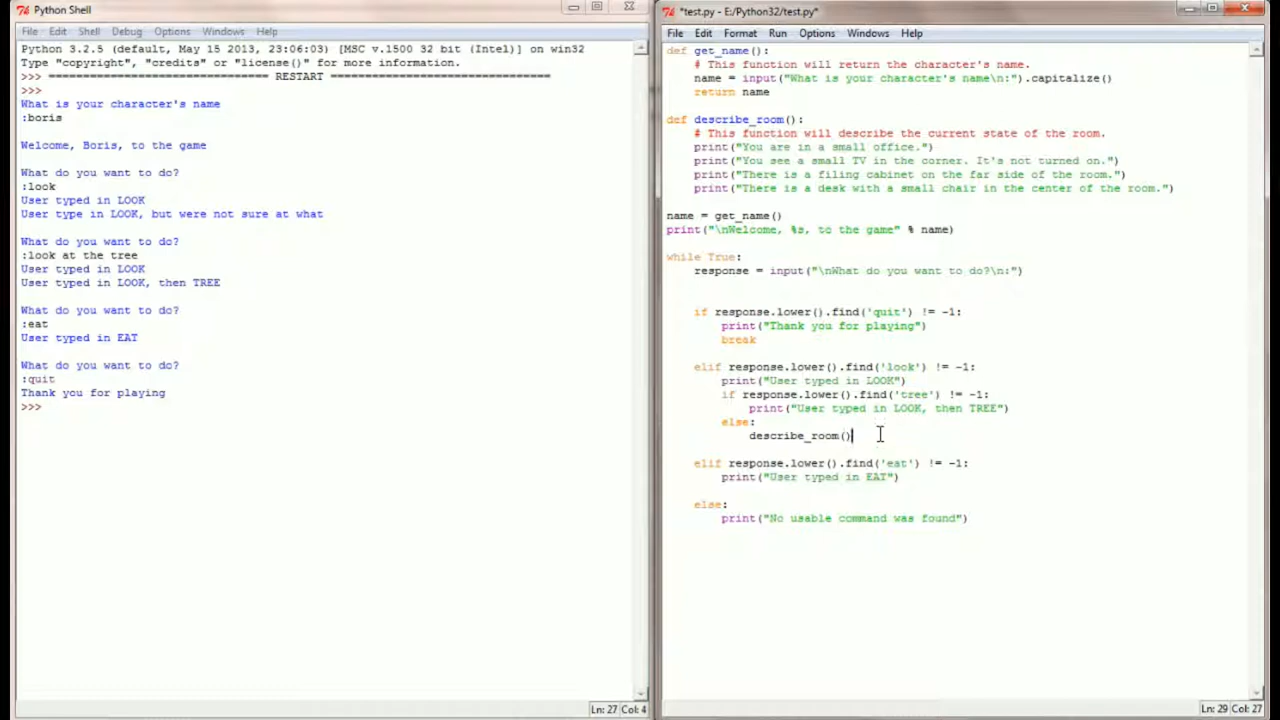 Python Shell
File Edit Shell Debug Options Windows Help
Python 3.2.5 (default, May 15 2013, 23:06:03) [MSC v.1500 32 bit (Intel)] on win32
Type "copyright", "credits" or "license()" for more information.
>>> ================================ RESTART ================================
>>>
What is your character's name
:boris
Welcome, Boris, to the game
What do you want to do?
:look
User typed in LOOK
User type in LOOK, but were not sure at what
What do you want to do?
:look at the tree
User typed in LOOK
User typed in LOOK, then TREE
What do you want to do?
:eat
User typed in EAT
What do you want to do?
:quit
Thank you for playing
>>>
Ln: 27 Col: 4
*test.py - E:/Python32/test.py*
File Edit Format Run Options Windows Help
def get_name():
# This function will return the character's name.
name = input("What is your character's name\n:").capitalize()
return name
def describe_room():
# This function will describe the current state of the room.
print("You are in a small office.")
print("You see a small TV in the corner. It's not turned on.")
print("There is a filing cabinet on the far side of the room.")
print("There is a desk with a small chair in the center of the room.")
name = get_name()
print("\nWelcome, %s, to the game" % name)
while True:
response = input("\nWhat do you want to do?\n:")
if response.lower().find('quit') != -1:
print("Thank you for playing")
break
elif response.lower().find('look') != -1:
print("User typed in LOOK")
if response.lower().find('tree') != -1:
print("User typed in LOOK, then TREE")
else:
describe_room()
elif response.lower().find('eat') != -1:
print("User typed in EAT")
else:
print("No usable command was found")
Ln: 29 Col: 27